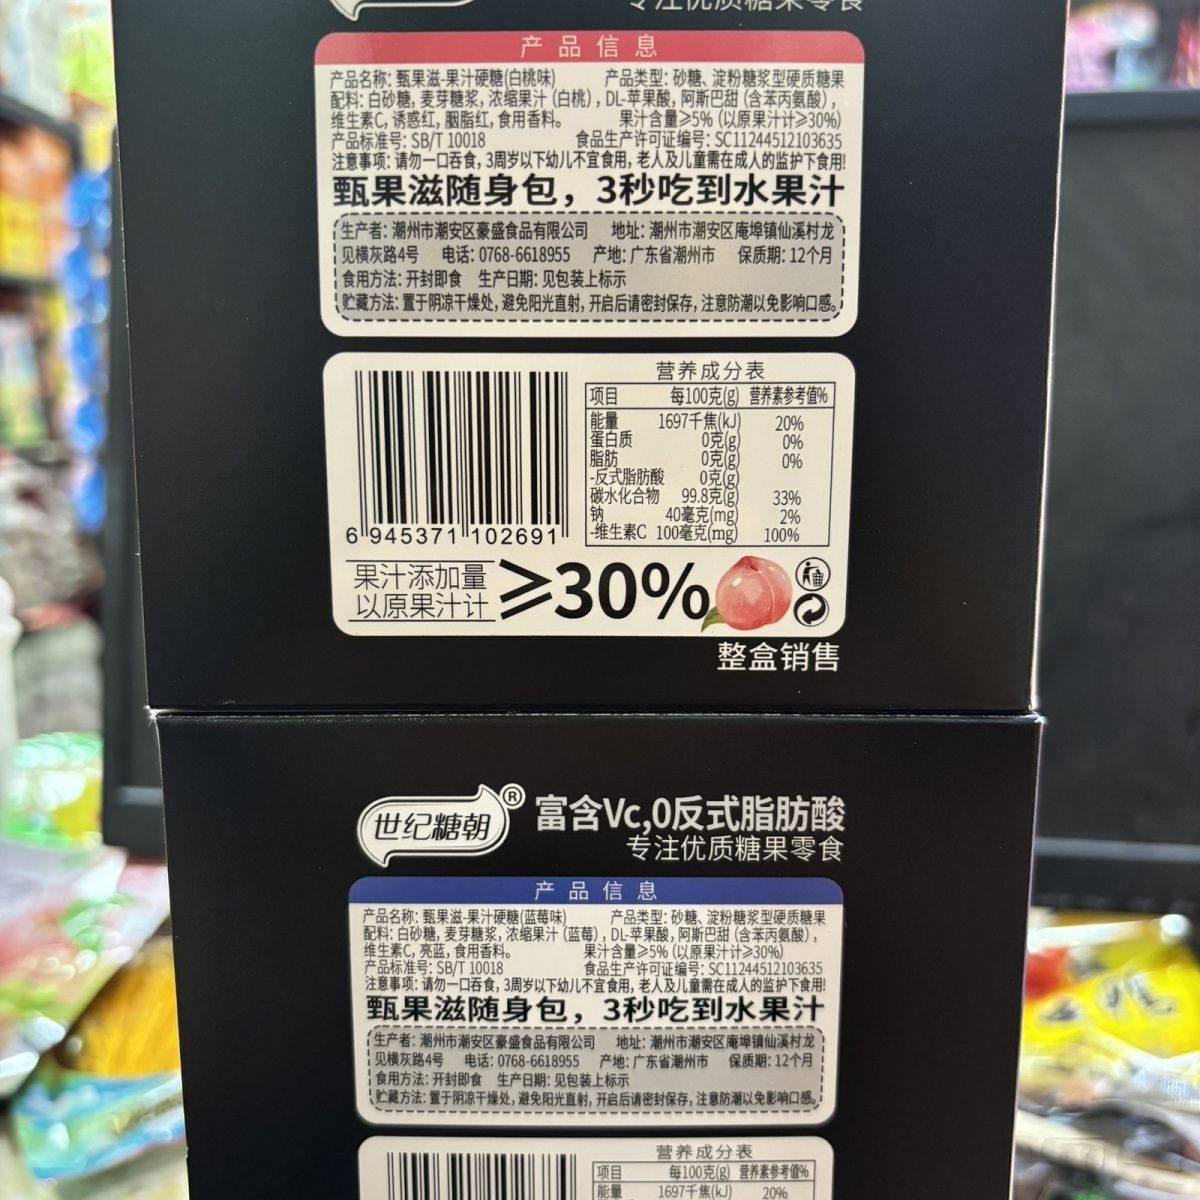 专注优质糖果零食
产品信息
产品名称: 甄果滋-果汁硬糖(白桃味) 产品类型: 砂糖、淀粉糖浆型硬质糖果
配料: 白砂糖, 麦芽糖浆, 浓缩果汁 (白桃) , DL-苹果酸, 阿斯巴甜 (含苯丙氨酸) ,
维生素C, 诱惑红, 胭脂红, 食用香料。 果汁含量≥5% (以原果汁计≥30%)
产品标准号: SB/T 10018 食品生产许可证编号: SC11244512103635
注意事项: 请勿一口吞食, 3周岁以下幼儿不宜食用, 老人及儿童需在成人的监护下食用!
甄果滋随身包，3秒吃到水果汁
生产者: 潮州市潮安区豪盛食品有限公司 地址: 潮州市潮安区庵埠镇仙溪村龙
见横灰路4号 电话: 0768-6618955 产地: 广东省潮州市 保质期: 12个月
食用方法: 开封即食 生产日期: 见包装上标示
贮藏方法: 置于阴凉干燥处, 避免阳光直射, 开启后请密封保存, 注意防潮以免影响口感。
营养成分表
项目 每100克(g) 营养素参考值%
能量 1697千焦(kJ) 20%
蛋白质 0克(g) 0%
脂肪 0克(g) 0%
-反式脂肪酸 0克(g)
碳水化合物 99.8克(g) 33%
钠 40毫克(mg) 2%
-维生素C 100毫克(mg) 100%
6 945371 102691
果汁添加量
以原果汁计 ≥30%
整盒销售
世纪糖朝® 富含Vc,0反式脂肪酸
专注优质糖果零食
产品信息
产品名称: 甄果滋-果汁硬糖(蓝莓味) 产品类型: 砂糖、淀粉糖浆型硬质糖果
配料: 白砂糖, 麦芽糖浆, 浓缩果汁 (蓝莓) , DL-苹果酸, 阿斯巴甜 (含苯丙氨酸) ,
维生素C, 亮蓝, 食用香料。 果汁含量≥5% (以原果汁计≥30%)
产品标准号: SB/T 10018 食品生产许可证编号: SC11244512103635
注意事项: 请勿一口吞食, 3周岁以下幼儿不宜食用, 老人及儿童需在成人的监护下食用!
甄果滋随身包，3秒吃到水果汁
生产者: 潮州市潮安区豪盛食品有限公司 地址: 潮州市潮安区庵埠镇仙溪村龙
见横灰路4号 电话: 0768-6618955 产地: 广东省潮州市 保质期: 12个月
食用方法: 开封即食 生产日期: 见包装上标示
贮藏方法: 置于阴凉干燥处, 避免阳光直射, 开启后请密封保存, 注意防潮以免影响口感。
营养成分表
项目 每100克(g) 营养素参考值%
能量 1697千焦(kJ) 20%